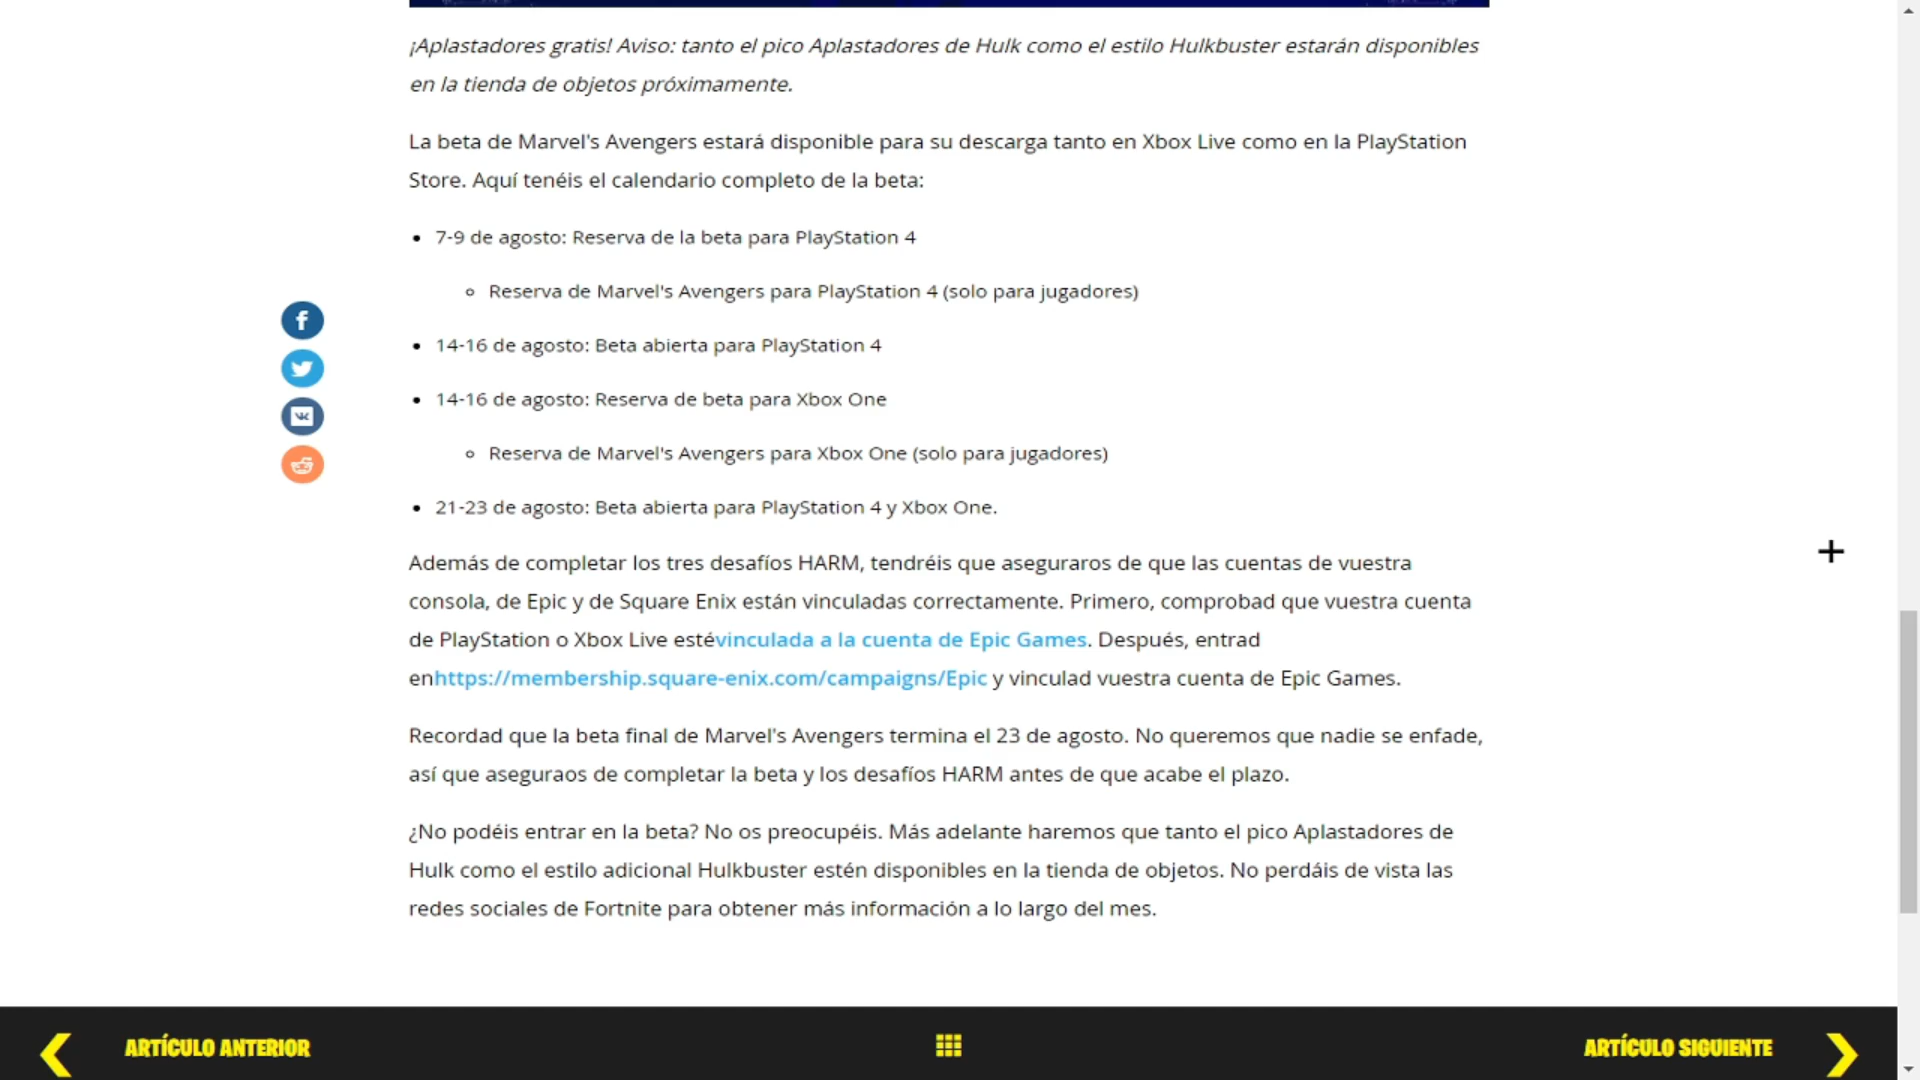 ¡Aplastadores gratis! Aviso: tanto el pico Aplastadores de Hulk como el estilo Hulkbuster estarán disponibles
en la tienda de objetos próximamente.
La beta de Marvel's Avengers estará disponible para su descarga tanto en Xbox Live como en la PlayStation
Store. Aquí tenéis el calendario completo de la beta:
• 7-9 de agosto: Reserva de la beta para PlayStation 4
◦ Reserva de Marvel's Avengers para PlayStation 4 (solo para jugadores)
• 14-16 de agosto: Beta abierta para PlayStation 4
• 14-16 de agosto: Reserva de beta para Xbox One
◦ Reserva de Marvel's Avengers para Xbox One (solo para jugadores)
• 21-23 de agosto: Beta abierta para PlayStation 4 y Xbox One.
Además de completar los tres desafíos HARM, tendréis que aseguraros de que las cuentas de vuestra
consola, de Epic y de Square Enix están vinculadas correctamente. Primero, comprobad que vuestra cuenta
de PlayStation o Xbox Live estévinculada a la cuenta de Epic Games. Después, entrad
enhttps://membership.square-enix.com/campaigns/Epic y vinculad vuestra cuenta de Epic Games.
Recordad que la beta final de Marvel's Avengers termina el 23 de agosto. No queremos que nadie se enfade,
así que aseguraos de completar la beta y los desafíos HARM antes de que acabe el plazo.
¿No podéis entrar en la beta? No os preocupéis. Más adelante haremos que tanto el pico Aplastadores de
Hulk como el estilo adicional Hulkbuster estén disponibles en la tienda de objetos. No perdáis de vista las
redes sociales de Fortnite para obtener más información a lo largo del mes.
ARTÍCULO ANTERIOR
ARTÍCULO SIGUIENTE